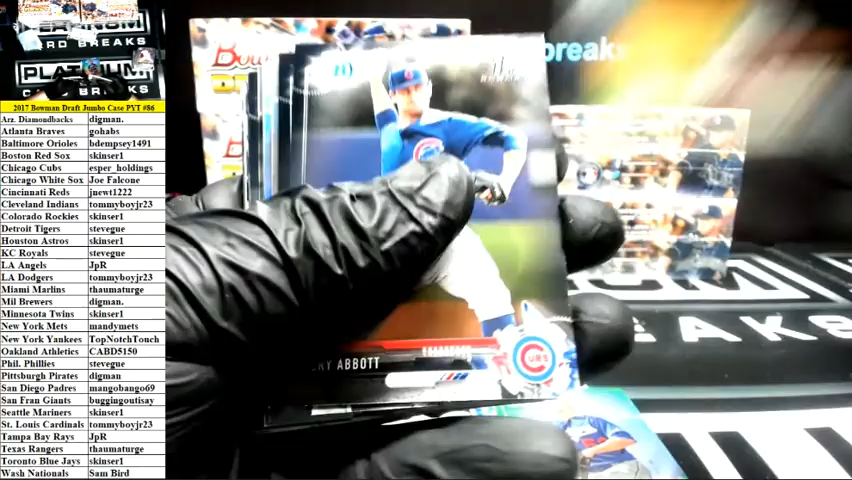 PLATINUM
CARD BREAKS
PLATINUM
2017 Bowman Draft Jumbo Case PYT #86
Arz. Diamondbacks digman.
Atlanta Braves gohabs
Baltimore Orioles bdempsey1491
Boston Red Sox skinser1
Chicago Cubs esper_holdings
Chicago White Sox Joe Falcone
Cincinnati Reds jnewt1222
Cleveland Indians tommyboyjr23
Colorado Rockies skinser1
Detroit Tigers stevegue
Houston Astros skinser1
KC Royals stevegue
LA Angels JpR
LA Dodgers tommyboyjr23
Miami Marlins thaumaturge
Mil Brewers digman.
Minnesota Twins skinser1
New York Mets mandymets
New York Yankees TopNotchTouch
Oakland Athletics CABD5150
Phil. Phillies stevegue
Pittsburgh Pirates digman
San Diego Padres mangobango69
San Fran Giants buggingoutisay
Seattle Mariners skinser1
St. Louis Cardinals tommyboyjr23
Tampa Bay Rays JpR
Texas Rangers thaumaturge
Toronto Blue Jays skinser1
Wash Nationals Sam Bird
breaks
ABBOTT
CUBS